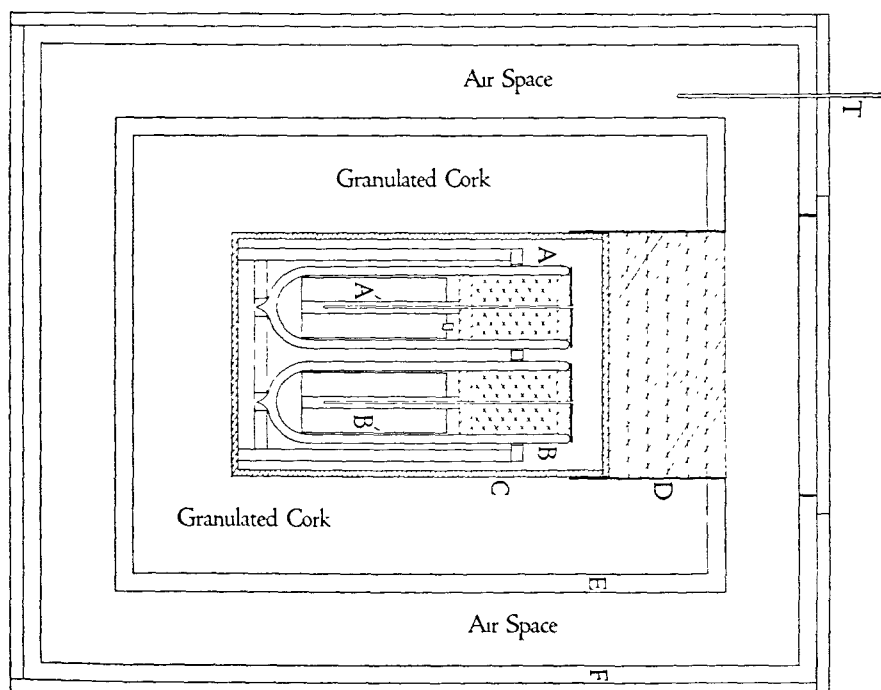 Air Space
T
Granulated Cork
A
A´
B´
B
C
D
Granulated Cork
E
Air Space
F